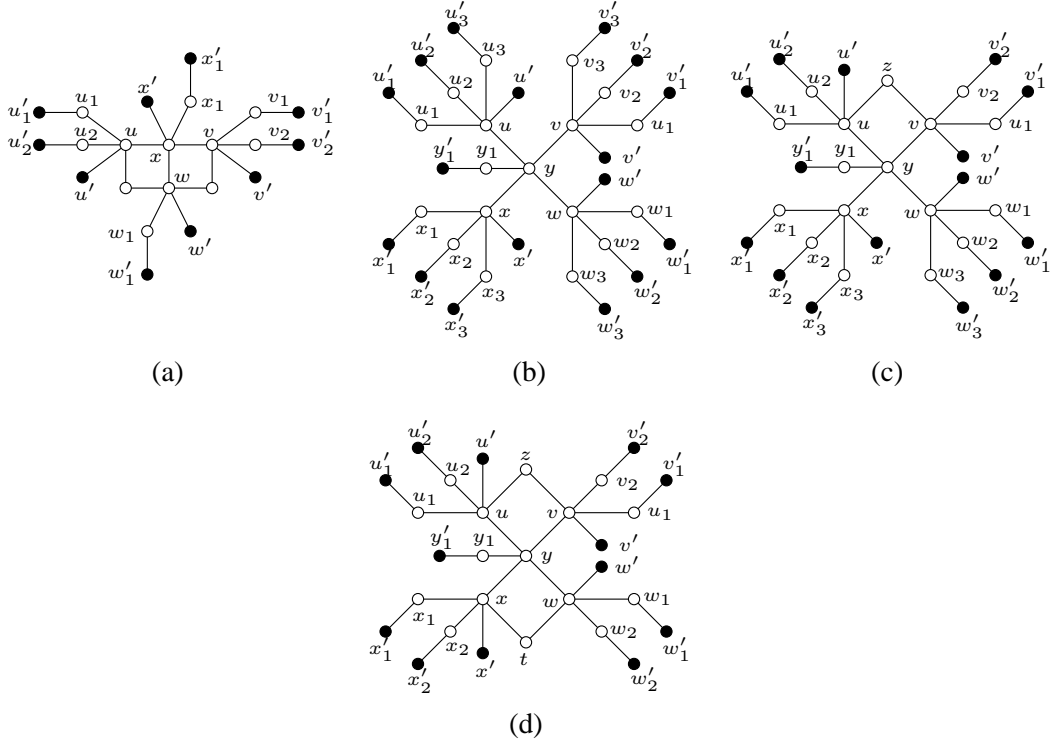 x′₁
x′ x₁
u′₁ u₁ v₁ v′₁
u′₂ u₂ u x v v₂ v′₂
u′ w v′
w₁ w′
w′₁
(a)
u′₃ v′₃
u′₂ u₃ v₃ v′₂
u′₁ u₂ u′ v₂ v′₁
u₁ u v u₁
y′₁ y₁ y v′
w′
x w w₁
x₁ x₂ x′ w₂
x′₁ x₃ w₃ w′₁
x′₂ w′₂
x′₃ w′₃
(b)
u′₂ u′ z v′₂
u′₁ u₂ v₂ v′₁
u₁ u v u₁
y′₁ y₁ y v′
w′
x w w₁
x₁ x₂ x′ w₂
x′₁ x₃ w₃ w′₁
x′₂ w′₂
x′₃ w′₃
(c)
u′₂ u′ z v′₂
u′₁ u₂ v₂ v′₁
u₁ u v u₁
y′₁ y₁ y v′
w′
x w w₁
x₁ x₂ w₂
x′₁ x′ t w′₁
x′₂ w′₂
(d)